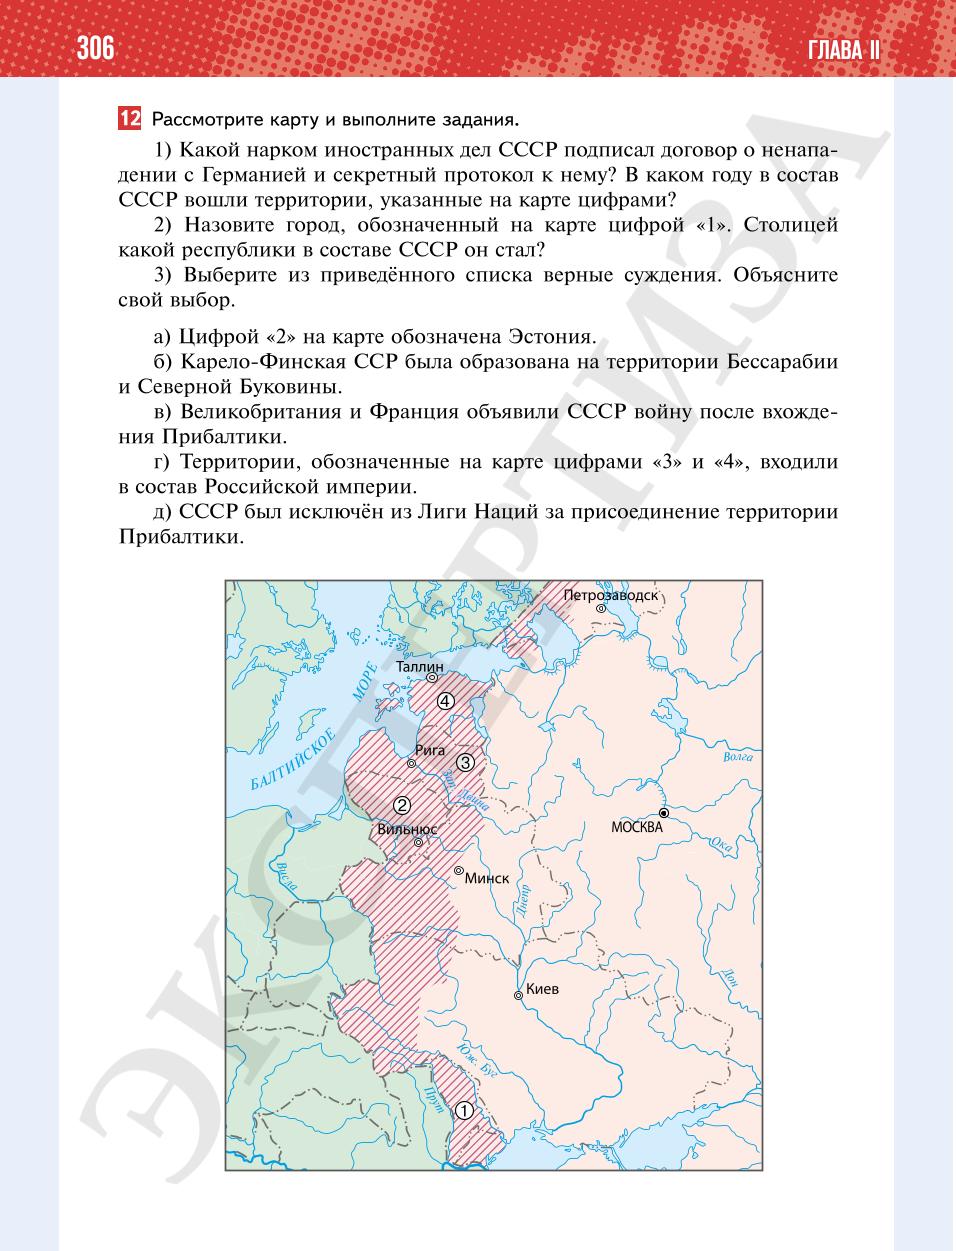 306
ГЛАВА II
12 Рассмотрите карту и выполните задания.
1) Какой нарком иностранных дел СССР подписал договор о ненапа-
дении с Германией и секретный протокол к нему? В каком году в состав
СССР вошли территории, указанные на карте цифрами?
2) Назовите город, обозначенный на карте цифрой «1». Столицей
какой республики в составе СССР он стал?
3) Выберите из приведённого списка верные суждения. Объясните
свой выбор.
а) Цифрой «2» на карте обозначена Эстония.
б) Карело-Финская ССР была образована на территории Бессарабии
и Северной Буковины.
в) Великобритания и Франция объявили СССР войну после вхожде-
ния Прибалтики.
г) Территории, обозначенные на карте цифрами «3» и «4», входили
в состав Российской империи.
д) СССР был исключён из Лиги Наций за присоединение территории
Прибалтики.
Петрозаводск
Таллин
БАЛТИЙСКОЕ МОРЕ
4
Рига
3
Зап. Двина
Волга
2
Вильнюс
МОСКВА
Ока
Висла
Минск
Днепр
Дон
Киев
Юж. Буг
Прут
1
ЭКСПЕРТИЗА